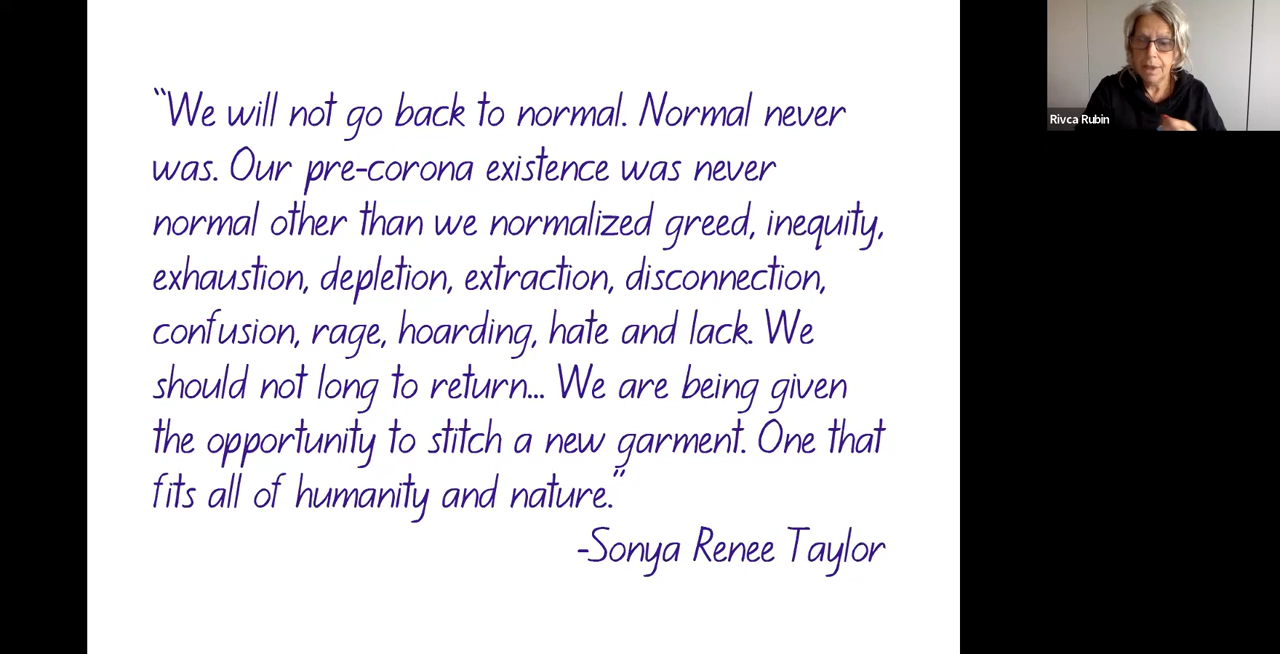 “We will not go back to normal. Normal never
was. Our pre-corona existence was never
normal other than we normalized greed, inequity,
exhaustion, depletion, extraction, disconnection,
confusion, rage, hoarding, hate and lack. We
should not long to return... We are being given
the opportunity to stitch a new garment. One that
fits all of humanity and nature.”
-Sonya Renee Taylor
Rivca Rubin